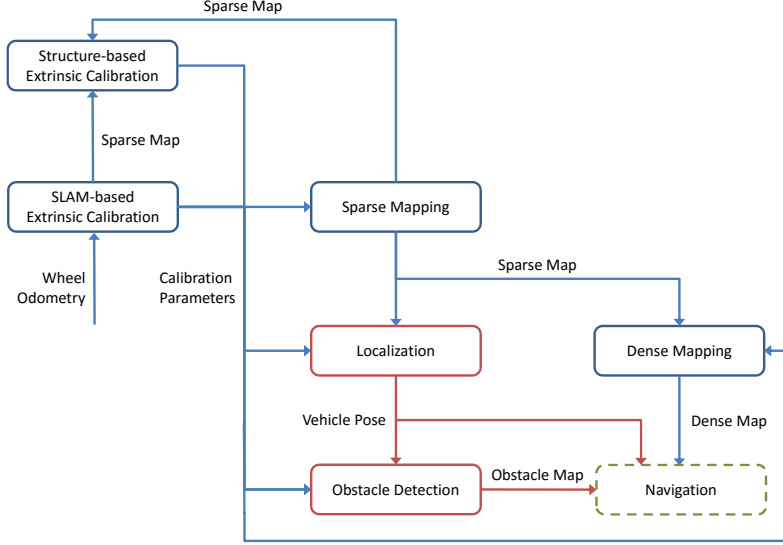 Sparse Map
Structure-based
Extrinsic Calibration
Sparse Map
SLAM-based
Extrinsic Calibration
Sparse Mapping
Wheel
Odometry
Calibration
Parameters
Sparse Map
Localization
Dense Mapping
Vehicle Pose
Dense Map
Obstacle Detection
Obstacle Map
Navigation